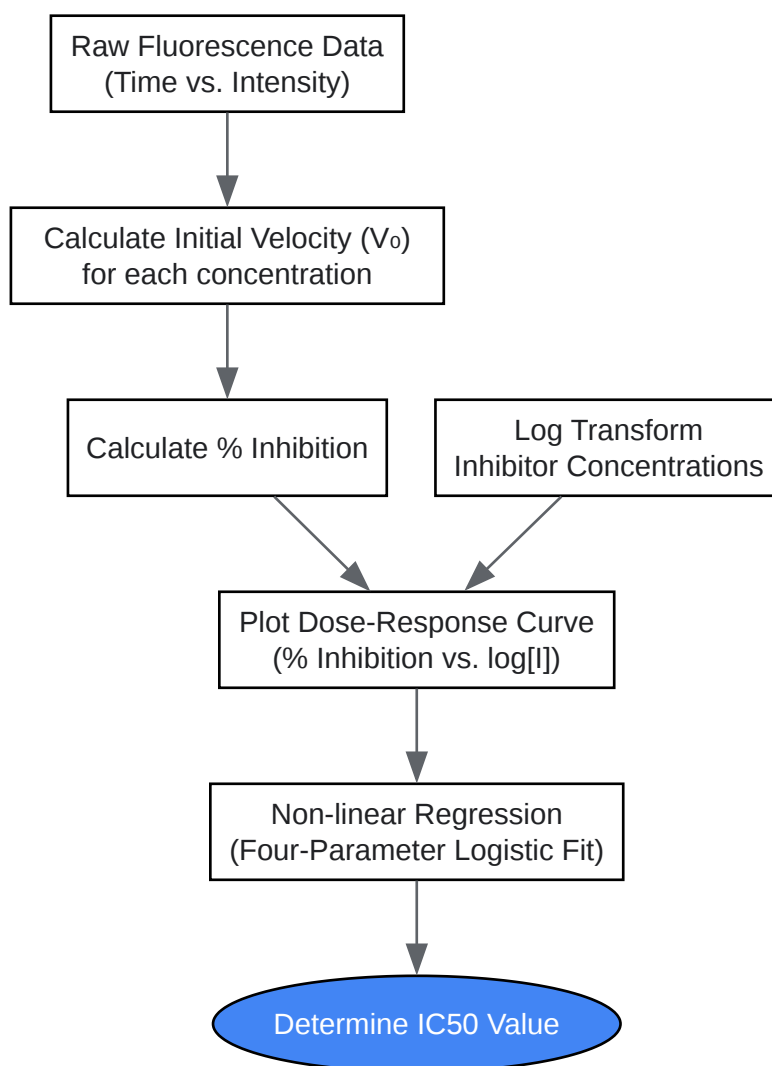 Raw Fluorescence Data
(Time vs. Intensity)
Calculate Initial Velocity (V₀)
for each concentration
Calculate % Inhibition
Log Transform
Inhibitor Concentrations
Plot Dose-Response Curve
(% Inhibition vs. log[I])
Non-linear Regression
(Four-Parameter Logistic Fit)
Determine IC50 Value